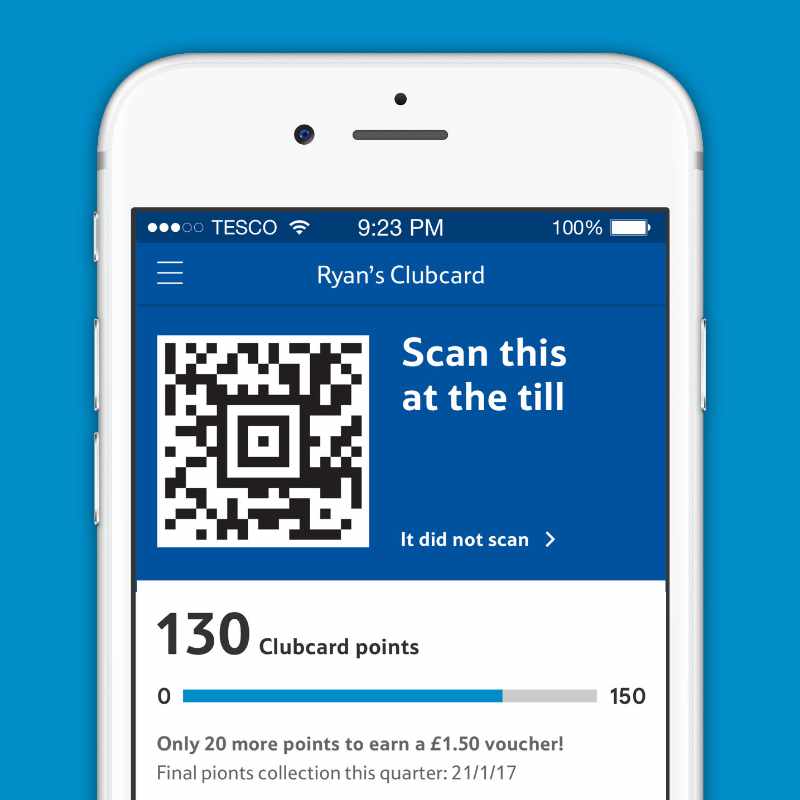 TESCO 9:23 PM 100%
Ryan's Clubcard
Scan this
at the till
It did not scan
130 Clubcard points
0 150
Only 20 more points to earn a £1.50 voucher!
Final pionts collection this quarter: 21/1/17